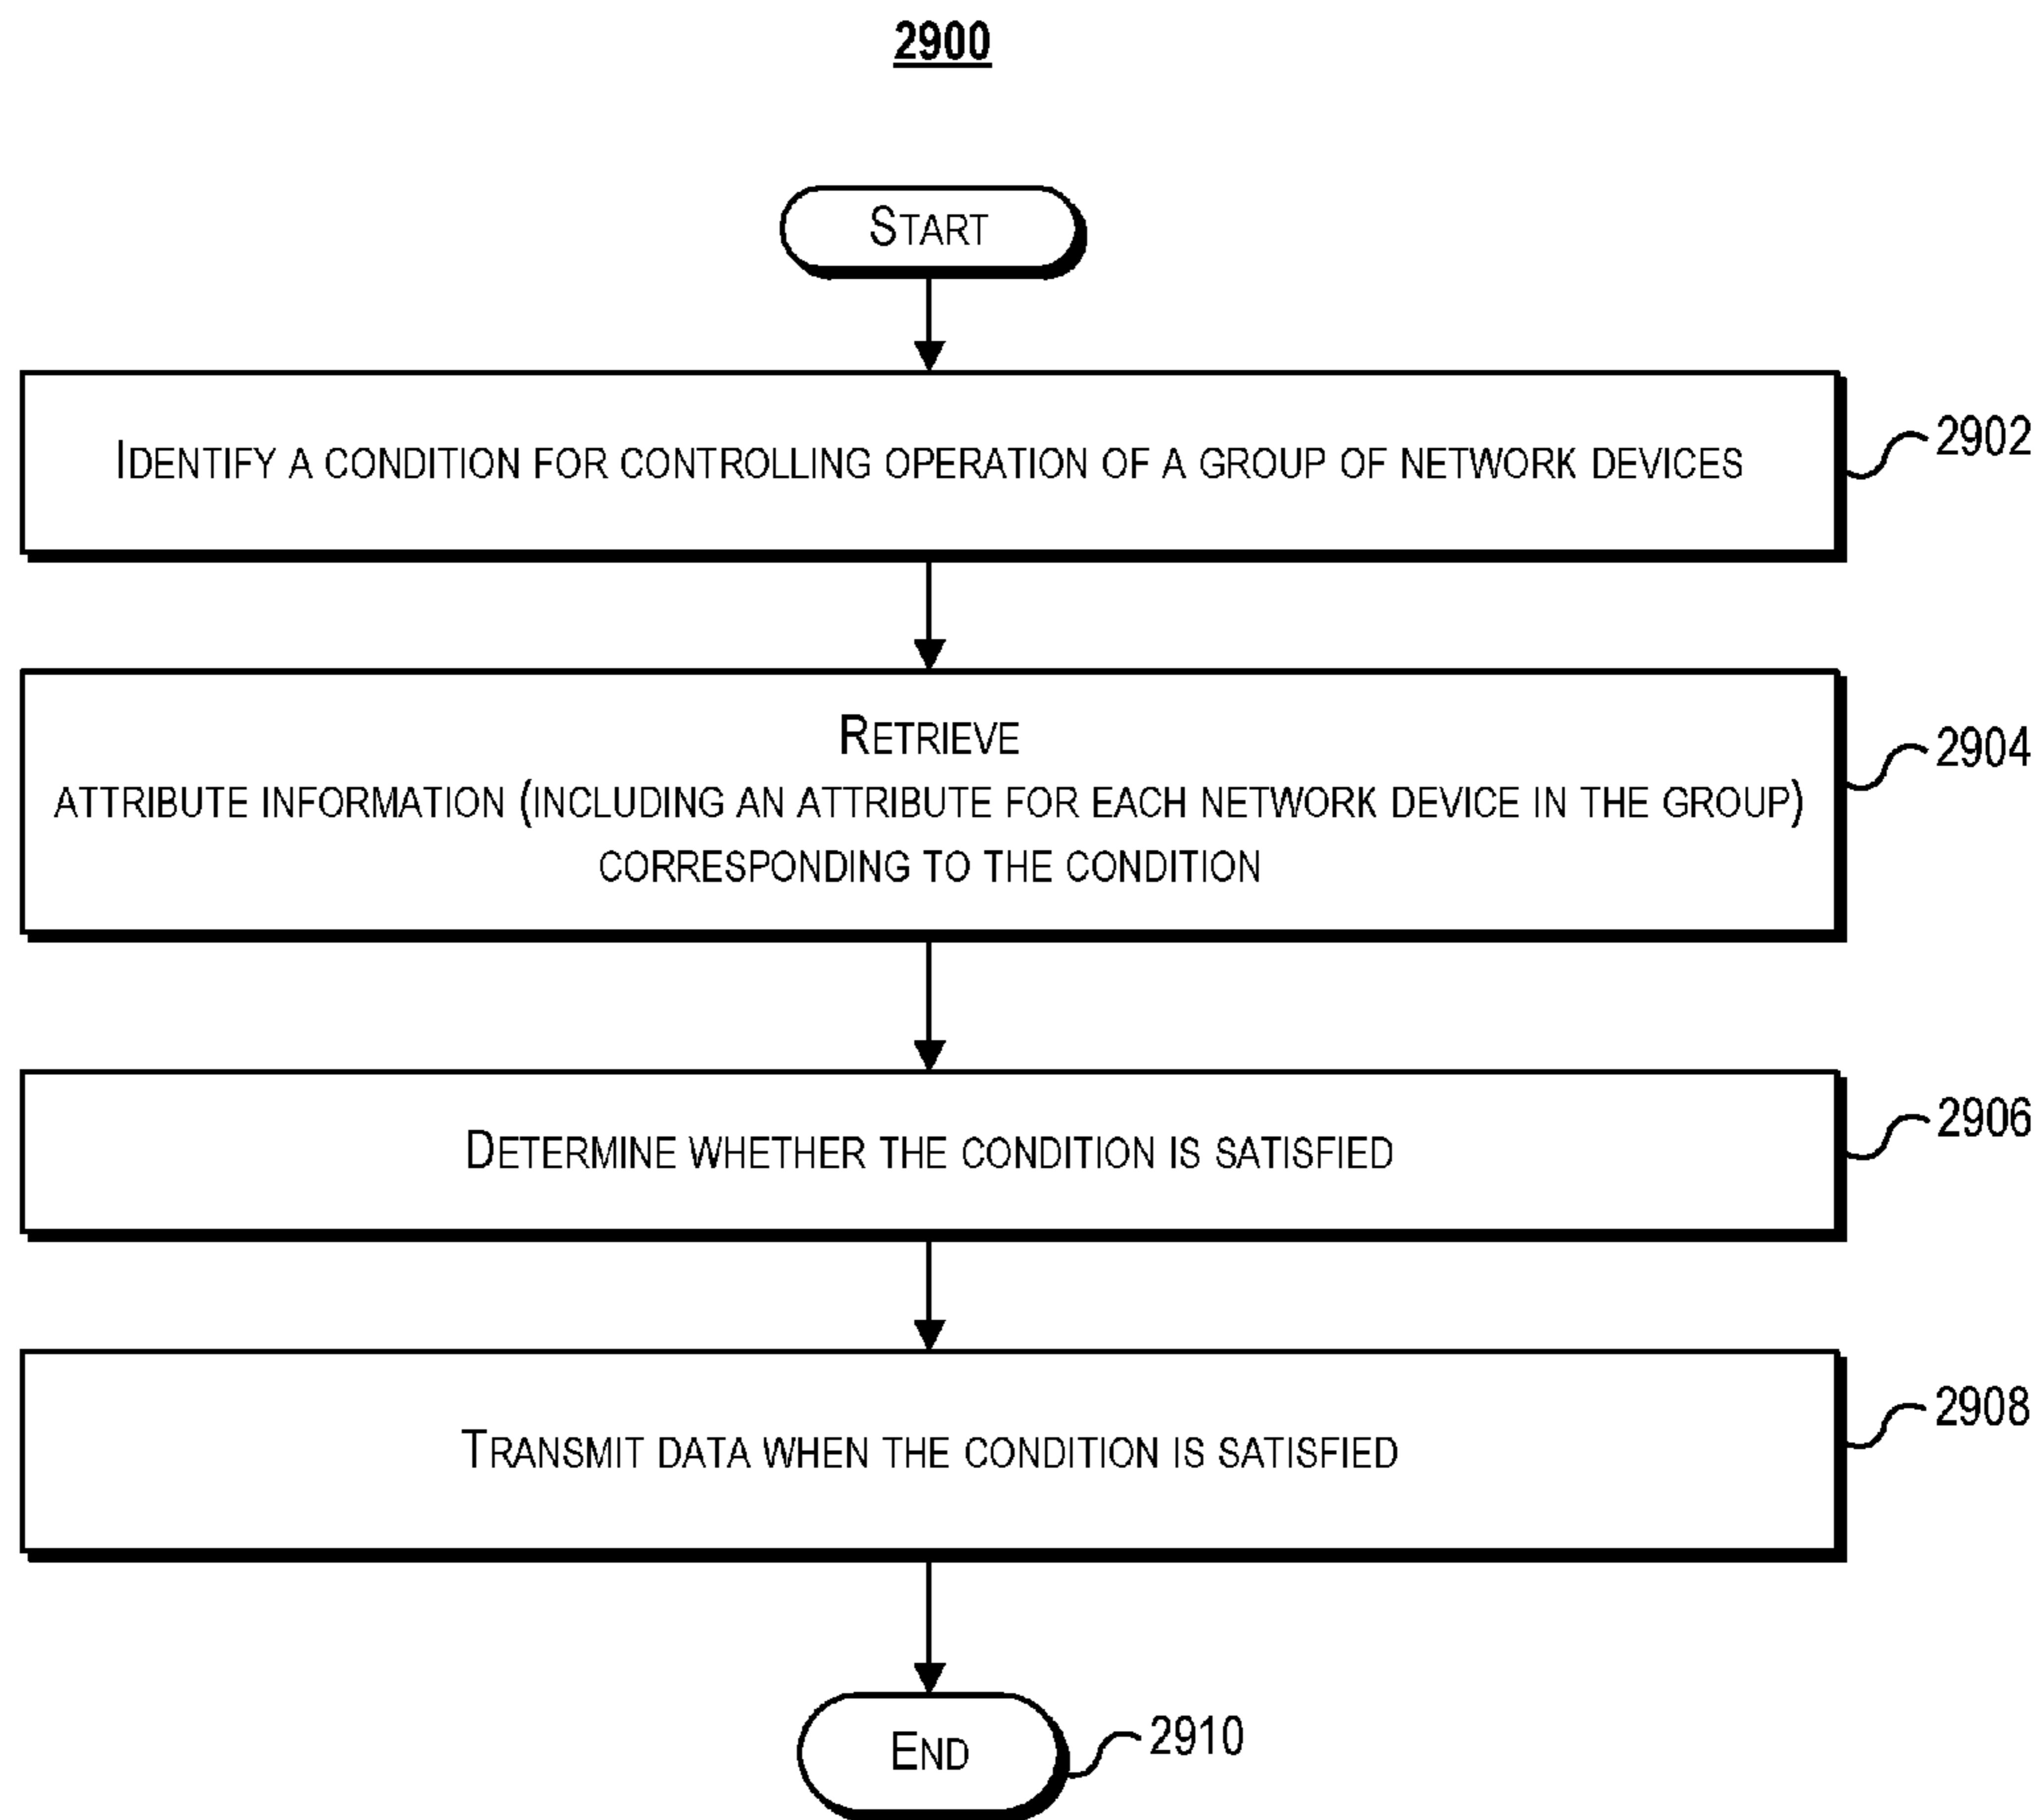 2900
START
IDENTIFY A CONDITION FOR CONTROLLING OPERATION OF A GROUP OF NETWORK DEVICES
2902
RETRIEVE
ATTRIBUTE INFORMATION (INCLUDING AN ATTRIBUTE FOR EACH NETWORK DEVICE IN THE GROUP)
CORRESPONDING TO THE CONDITION
2904
DETERMINE WHETHER THE CONDITION IS SATISFIED
2906
TRANSMIT DATA WHEN THE CONDITION IS SATISFIED
2908
END
2910